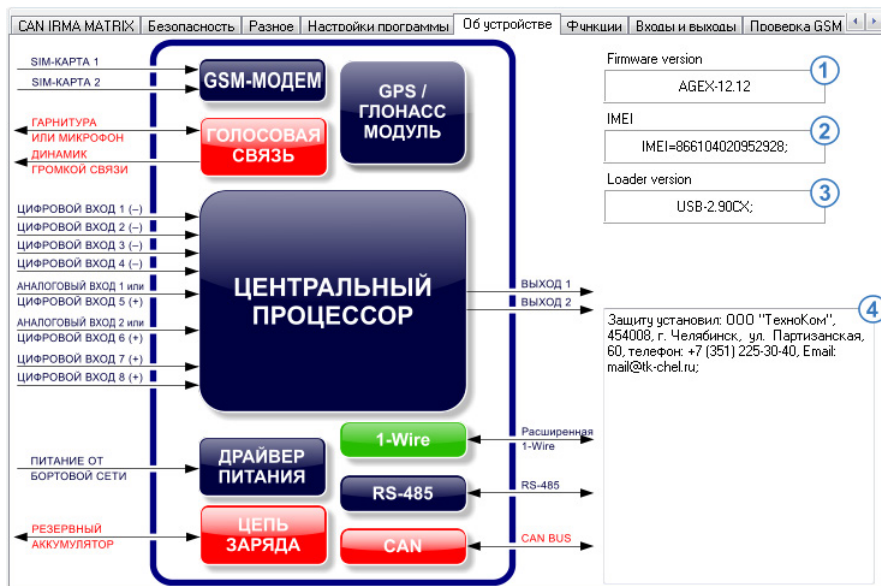 CAN IRMA MATRIX
Безопасность
Разное
Настройки программы
Об устройстве
Функции
Входы и выходы
Проверка GSM
SIM-КАРТА 1
SIM-КАРТА 2
ГАРНИТУРА
ИЛИ МИКРОФОН
ДИНАМИК
ГРОМКОЙ СВЯЗИ
GSM-МОДЕМ
ГОЛОСОВАЯ
СВЯЗЬ
GPS /
ГЛОНАСС
МОДУЛЬ
ЦИФРОВОЙ ВХОД 1 (–)
ЦИФРОВОЙ ВХОД 2 (–)
ЦИФРОВОЙ ВХОД 3 (–)
ЦИФРОВОЙ ВХОД 4 (–)
АНАЛОГОВЫЙ ВХОД 1 или
ЦИФРОВОЙ ВХОД 5 (+)
АНАЛОГОВЫЙ ВХОД 2 или
ЦИФРОВОЙ ВХОД 6 (+)
ЦИФРОВОЙ ВХОД 7 (+)
ЦИФРОВОЙ ВХОД 8 (+)
ЦЕНТРАЛЬНЫЙ
ПРОЦЕССОР
ВЫХОД 1
ВЫХОД 2
ПИТАНИЕ ОТ
БОРТОВОЙ СЕТИ
РЕЗЕРВНЫЙ
АККУМУЛЯТОР
ДРАЙВЕР
ПИТАНИЯ
ЦЕПЬ
ЗАРЯДА
1-Wire
RS-485
CAN
Расширенная
1-Wire
RS-485
CAN BUS
Firmware version
1
AGEX-12.12
IMEI
2
IMEI=866104020952928;
Loader version
3
USB-2.90CX;
4
Защиту установил: ООО "ТехноКом",
454008, г. Челябинск, ул. Партизанская,
60, телефон: +7 (351) 225-30-40, Email:
mail@tk-chel.ru;